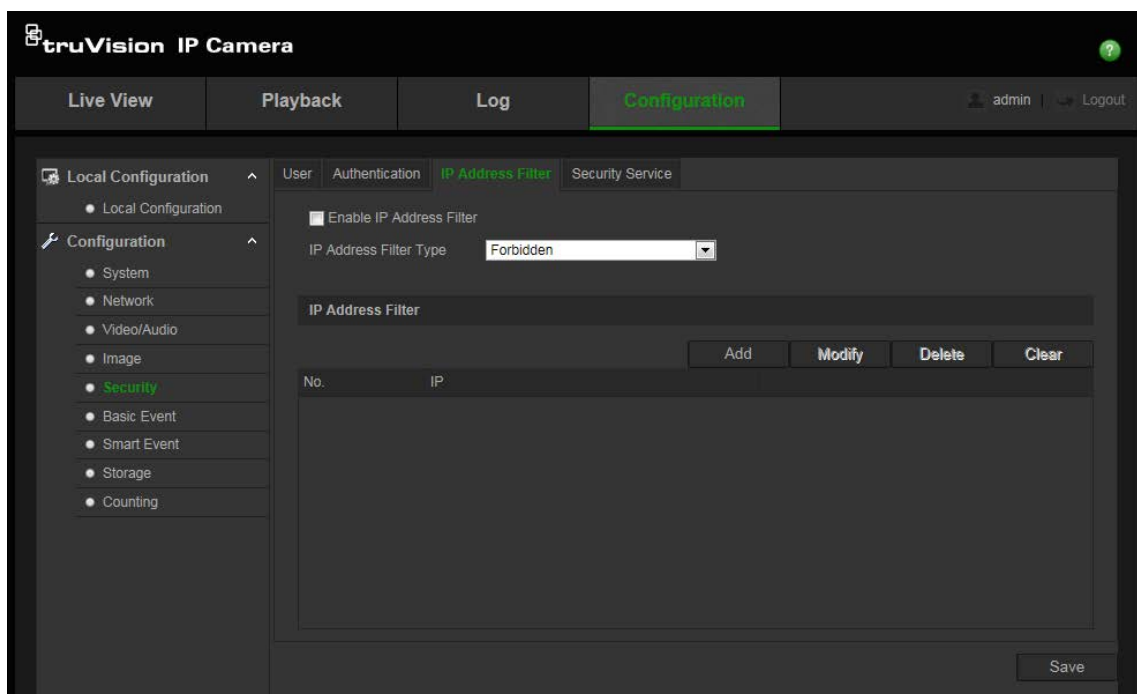 truVision IP Camera
?
Live View Playback Log Configuration admin | Logout
Local Configuration
Local Configuration
Configuration
System
Network
Video/Audio
Image
Security
Basic Event
Smart Event
Storage
Counting
User Authentication IP Address Filter Security Service
Enable IP Address Filter
IP Address Filter Type Forbidden
IP Address Filter
Add Modify Delete Clear
No. IP
Save